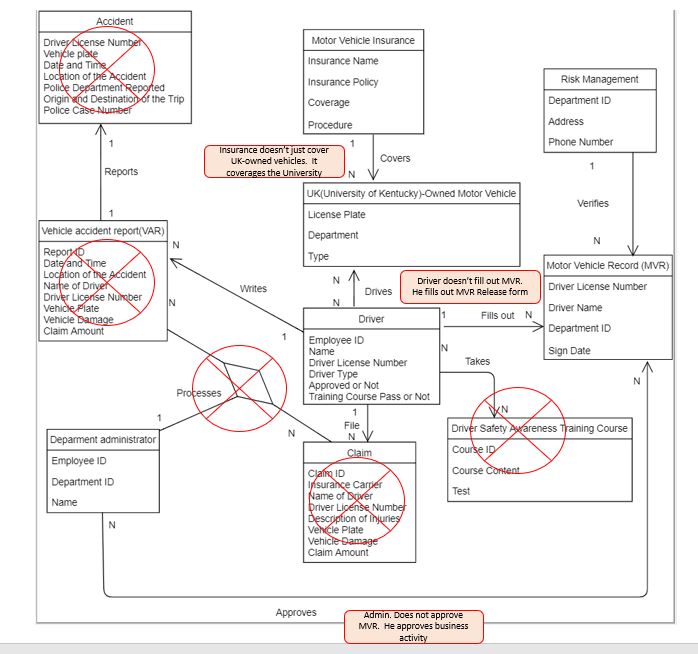 Accident
Driver License Number
Vehicle plate
Date and Time
Location of the Accident
Police Department Reported
Origin and Destination of the Trip
Police Case Number
Motor Vehicle Insurance
Insurance Name
Insurance Policy
Coverage
Procedure
Risk Management
Department ID
Address
Phone Number
1
Reports
1
Insurance doesn't just cover
UK-owned vehicles. It
coverages the University
1
Covers
N
1
Verifies
N
UK(University of Kentucky)-Owned Motor Vehicle
License Plate
Department
Type
Vehicle accident report(VAR)
Report ID
Date and Time
Location of the Accident
Name of Driver
Driver License Number
Vehicle Plate
Vehicle Damage
Claim Amount
N
Writes
N
1
N
Drives
N
Driver doesn't fill out MVR.
He fills out MVR Release form
Motor Vehicle Record (MVR)
Driver License Number
Driver Name
Department ID
Sign Date
Driver
Employee ID
Name
Driver License Number
Driver Type
Approved or Not
Training Course Pass or Not
1
Fills out
N
N
Takes
N
N
Processes
1
N
1
File
N
Deparment administrator
Employee ID
Department ID
Name
Claim
Claim ID
Insurance Carrier
Name of Driver
Driver License Number
Description of Injuries
Vehicle Plate
Vehicle Damage
Claim Amount
Driver Safety Awareness Training Course
Course ID
Course Content
Test
N
Approves
Admin. Does not approve
MVR. He approves business
activity